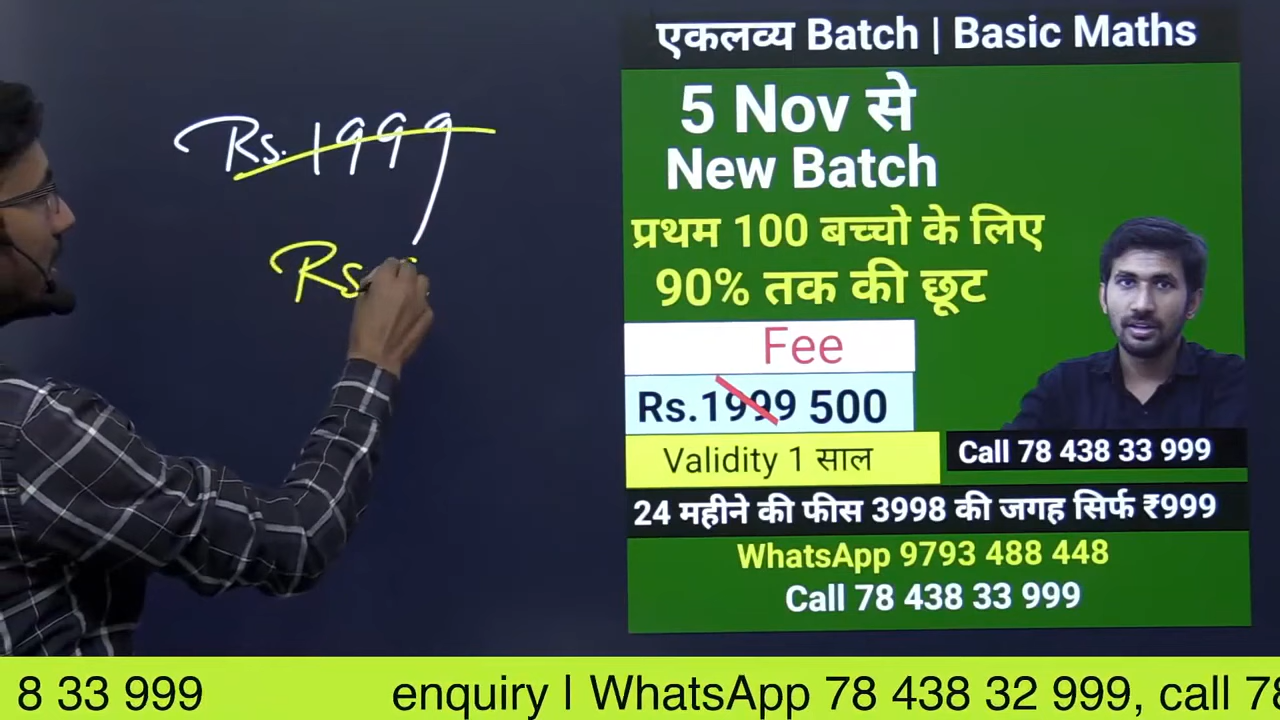 Rs. 1999
Rs
एकलव्य Batch | Basic Maths
5 Nov से
New Batch
प्रथम 100 बच्चो के लिए
90% तक की छूट
Fee
Rs.1999 500
Validity 1 साल
Call 78 438 33 999
24 महीने की फीस 3998 की जगह सिर्फ ₹999
WhatsApp 9793 488 448
Call 78 438 33 999
8 33 999 enquiry | WhatsApp 78 438 32 999, call 78